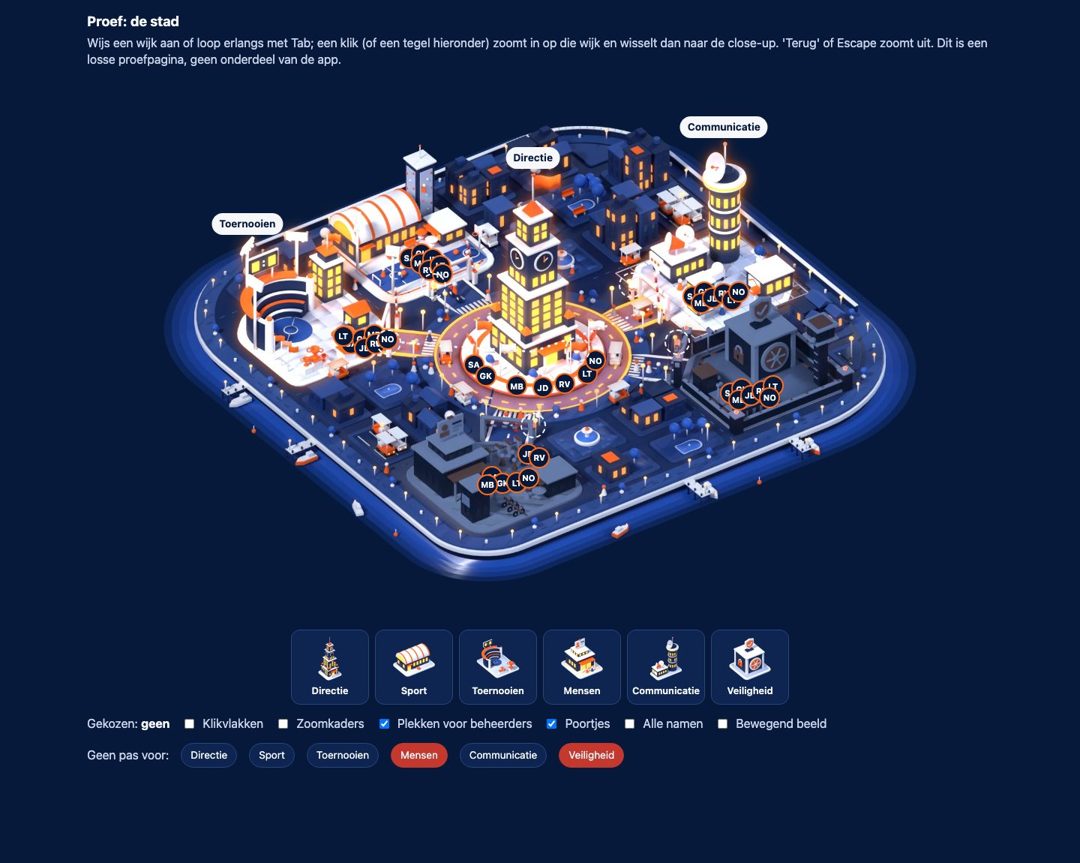 Proef: de stad
Wijs een wijk aan of loop erlangs met Tab; een klik (of een tegel hieronder) zoomt in op die wijk en wisselt dan naar de close-up. 'Terug' of Escape zoomt uit. Dit is een
losse proefpagina, geen onderdeel van de app.
Communicatie
Directie
Toernooien
NO
NO
LT
NO
NO
SA
GK
MB
JD
RV
LT
LT
NO
RV
MB
NO
Directie
Sport
Toernooien
Mensen
Communicatie
Veiligheid
Gekozen: geen
Klikvlakken
Zoomkaders
Plekken voor beheerders
Poortjes
Alle namen
Bewegend beeld
Geen pas voor:
Directie
Sport
Toernooien
Mensen
Communicatie
Veiligheid